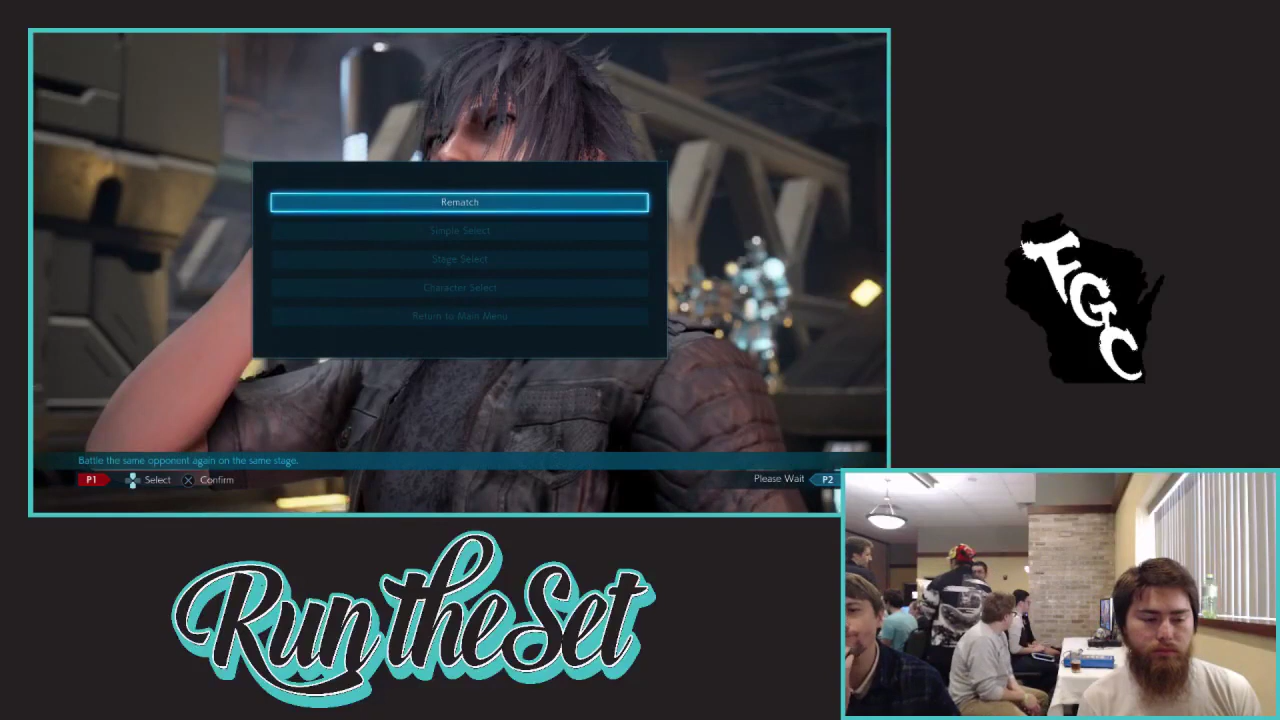 Rematch
Simple Select
Stage Select
Character Select
Return to Main Menu
Battle the same opponent again on the same stage.
P1 Select Confirm
Please Wait P2
FGC
Run the Set